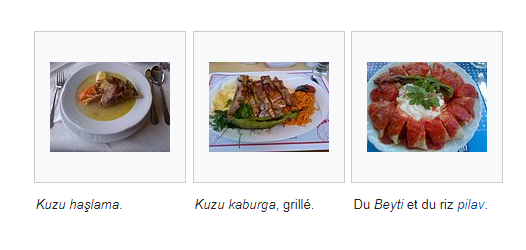 Kuzu haşlama.
Kuzu kaburga, grillé.
Du Beyti et du riz pilav.